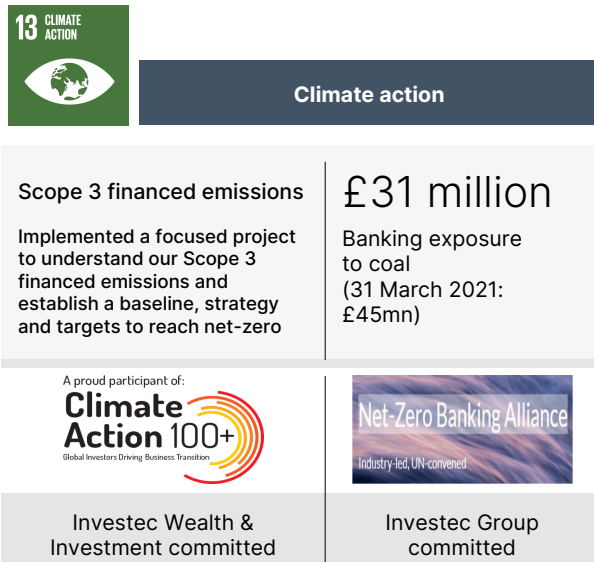 13 CLIMATE
ACTION
Climate action
Scope 3 financed emissions
Implemented a focused project
to understand our Scope 3
financed emissions and
establish a baseline, strategy
and targets to reach net-zero
£31 million
Banking exposure
to coal
(31 March 2021:
£45mn)
A proud participant of:
Climate
Action 100+
Global Investors Driving Business Transition
Net-Zero Banking Alliance
Industry-led, UN-convened
Investec Wealth &
Investment committed
Investec Group
committed